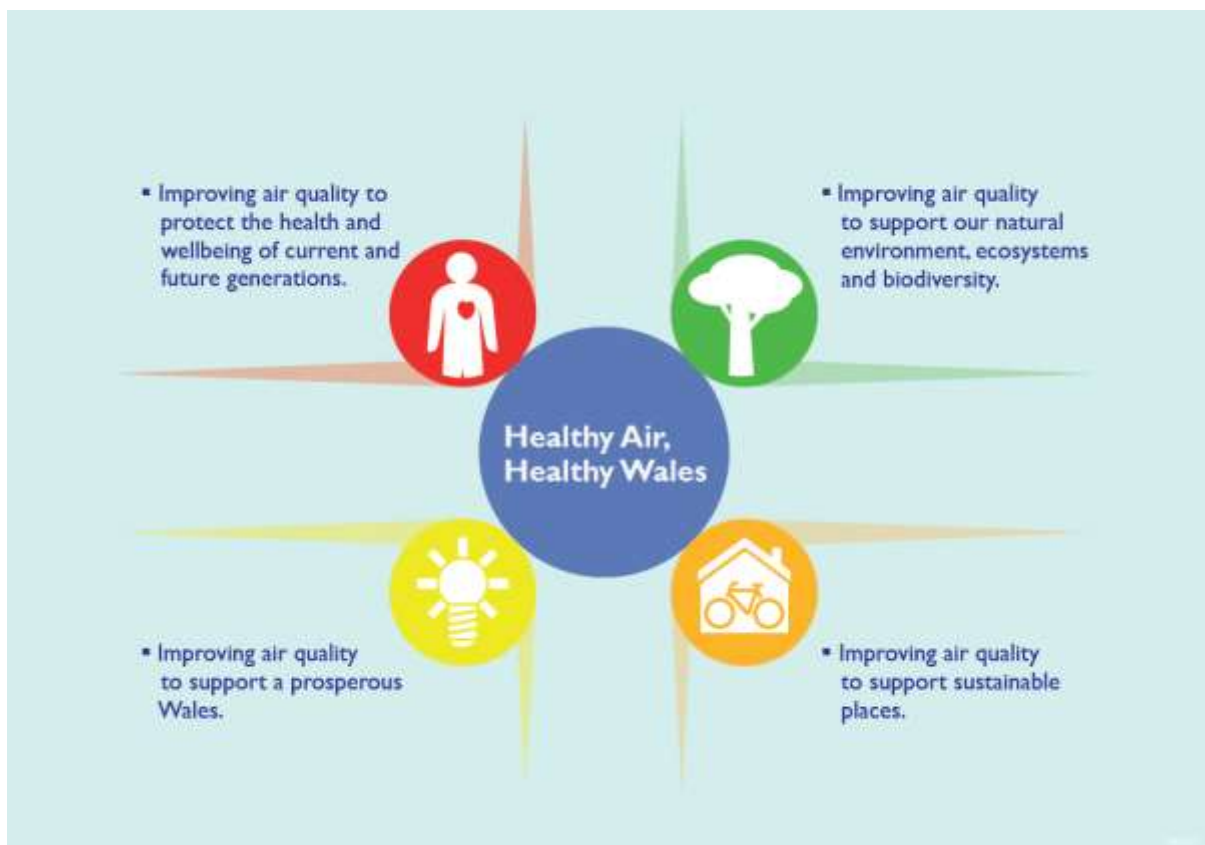 ▪ Improving air quality to
protect the health and
wellbeing of current and
future generations.
▪ Improving air quality
to support our natural
environment, ecosystems
and biodiversity.
Healthy Air,
Healthy Wales
▪ Improving air quality
to support a prosperous
Wales.
▪ Improving air quality
to support sustainable
places.